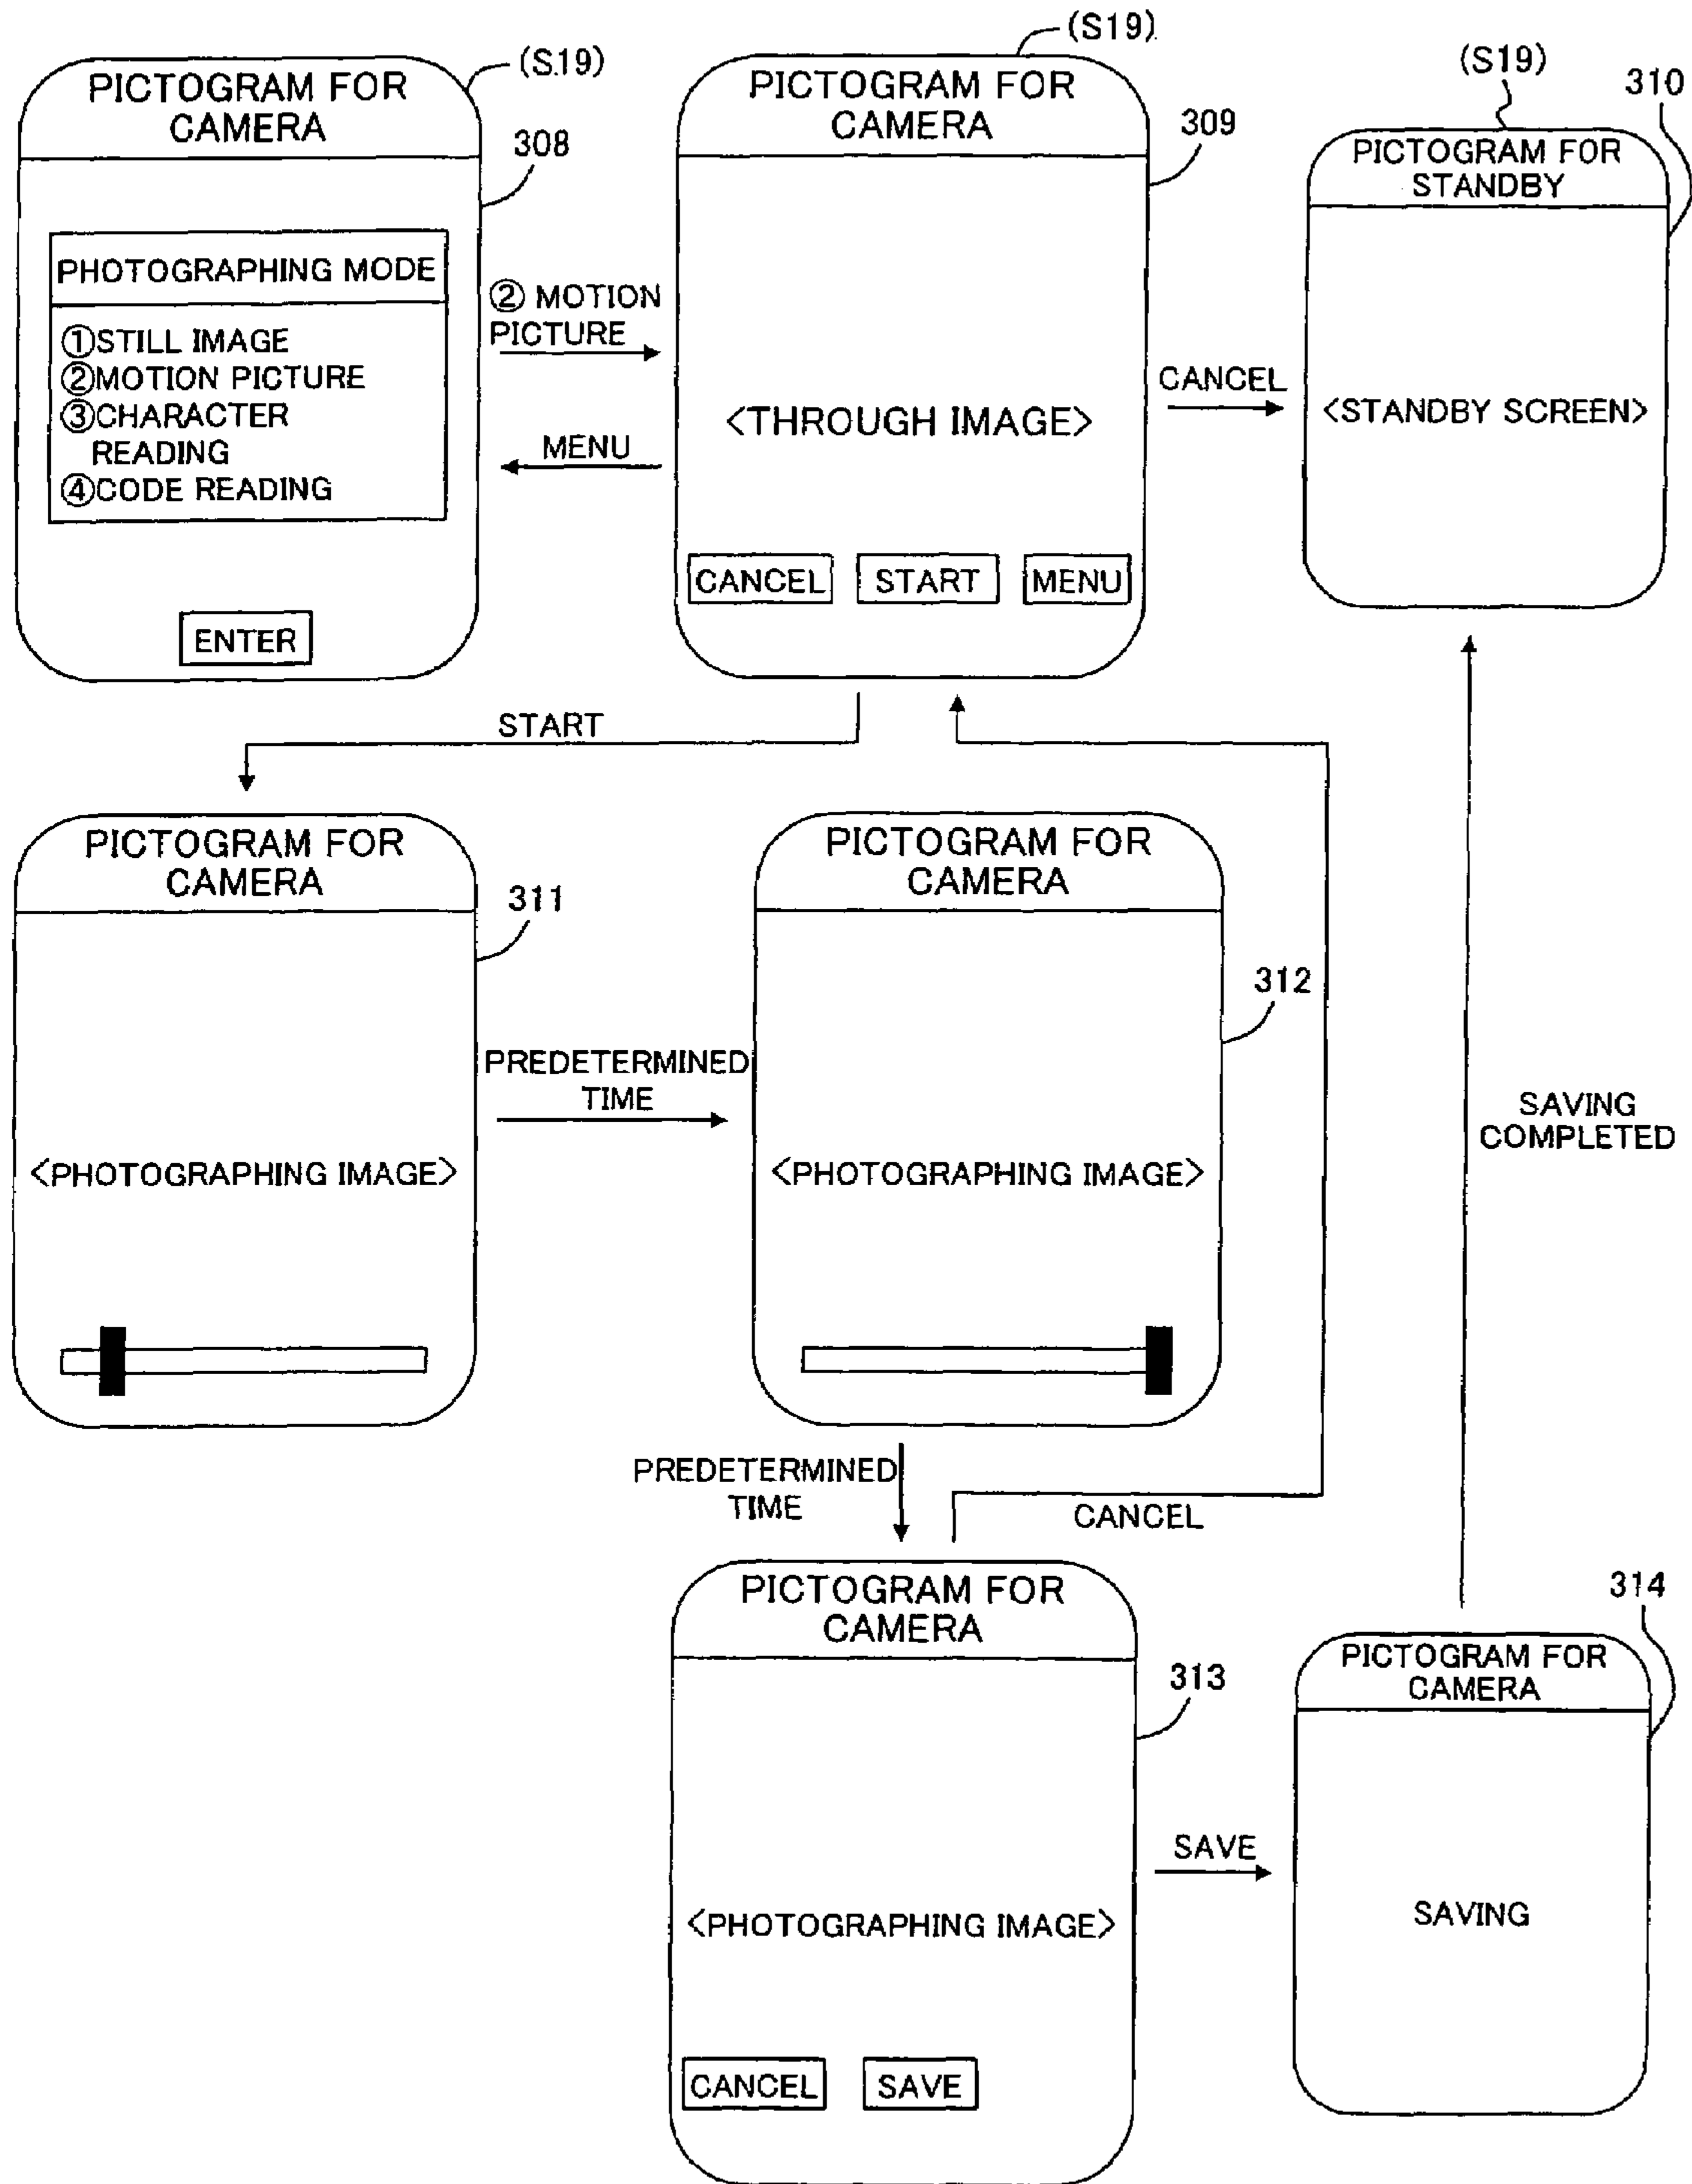 (S19)
PICTOGRAM FOR
CAMERA
308
PHOTOGRAPHING MODE
①STILL IMAGE
②MOTION PICTURE
③CHARACTER
READING
④CODE READING
ENTER
② MOTION
PICTURE
MENU
(S19)
PICTOGRAM FOR
CAMERA
309
<THROUGH IMAGE>
CANCEL START MENU
CANCEL
(S19)
310
PICTOGRAM FOR
STANDBY
<STANDBY SCREEN>
START
PICTOGRAM FOR
CAMERA
311
<PHOTOGRAPHING IMAGE>
PREDETERMINED
TIME
PICTOGRAM FOR
CAMERA
312
<PHOTOGRAPHING IMAGE>
SAVING
COMPLETED
PREDETERMINED
TIME
CANCEL
PICTOGRAM FOR
CAMERA
313
<PHOTOGRAPHING IMAGE>
CANCEL SAVE
SAVE
314
PICTOGRAM FOR
CAMERA
SAVING